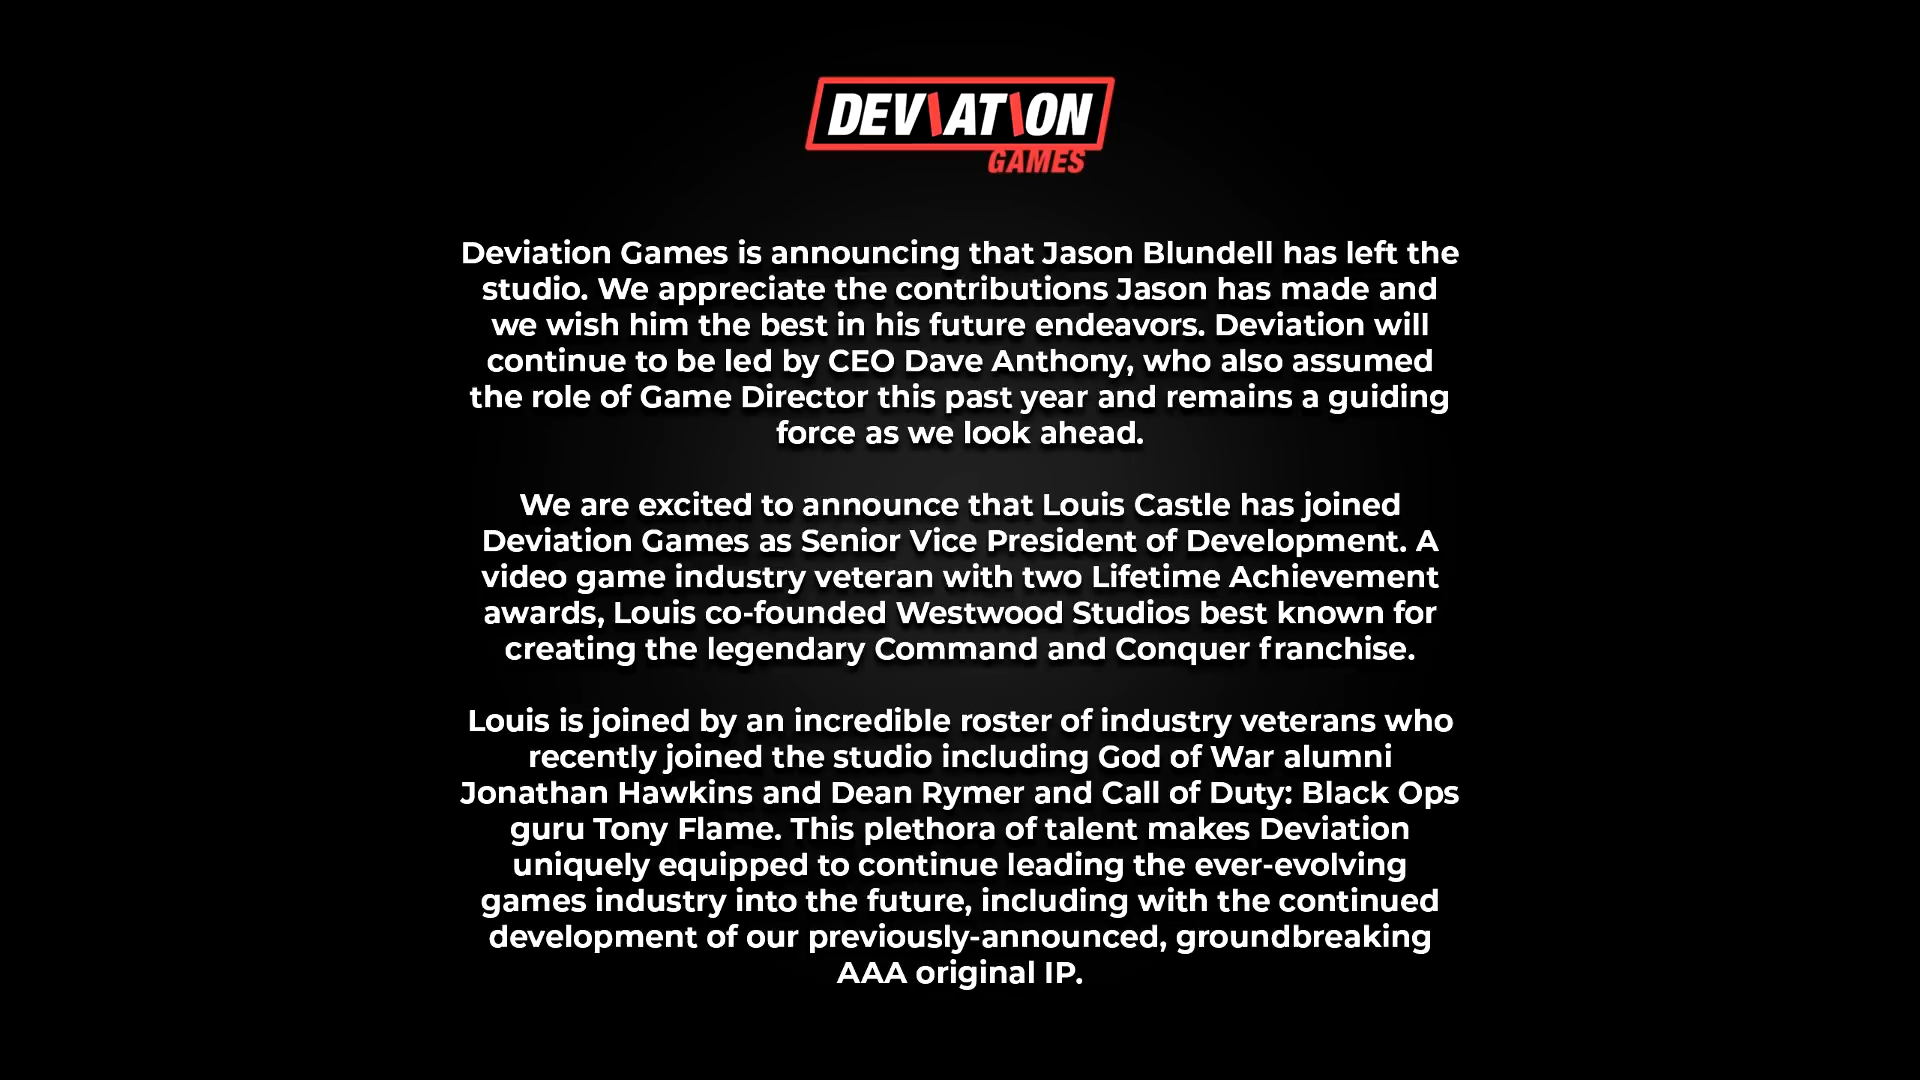 DEVIATION
GAMES
Deviation Games is announcing that Jason Blundell has left the
studio. We appreciate the contributions Jason has made and
we wish him the best in his future endeavors. Deviation will
continue to be led by CEO Dave Anthony, who also assumed
the role of Game Director this past year and remains a guiding
force as we look ahead.
We are excited to announce that Louis Castle has joined
Deviation Games as Senior Vice President of Development. A
video game industry veteran with two Lifetime Achievement
awards, Louis co-founded Westwood Studios best known for
creating the legendary Command and Conquer franchise.
Louis is joined by an incredible roster of industry veterans who
recently joined the studio including God of War alumni
Jonathan Hawkins and Dean Rymer and Call of Duty: Black Ops
guru Tony Flame. This plethora of talent makes Deviation
uniquely equipped to continue leading the ever-evolving
games industry into the future, including with the continued
development of our previously-announced, groundbreaking
AAA original IP.